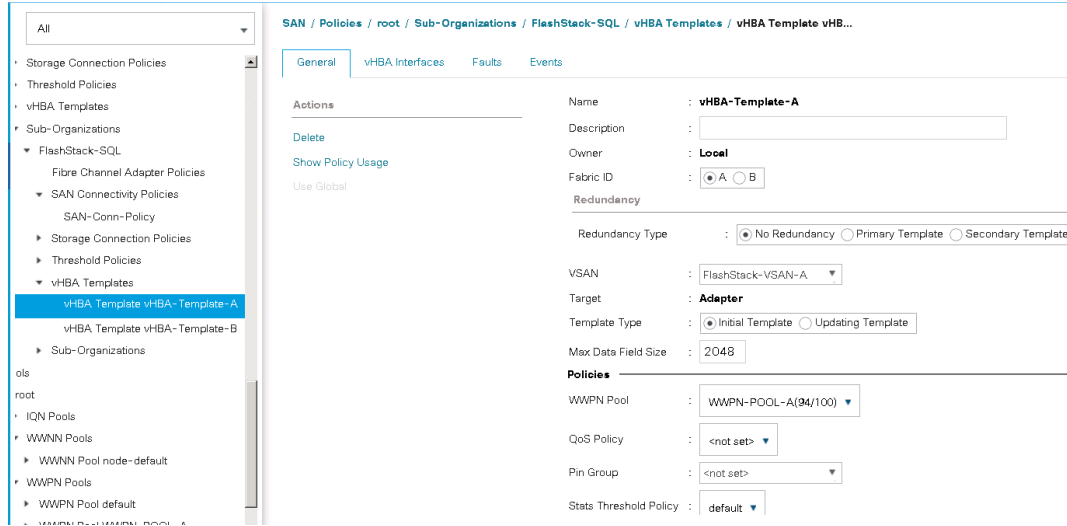 All
Storage Connection Policies
Threshold Policies
vHBA Templates
Sub-Organizations
FlashStack-SQL
Fibre Channel Adapter Policies
SAN Connectivity Policies
SAN-Conn-Policy
Storage Connection Policies
Threshold Policies
vHBA Templates
vHBA Template vHBA-Template-A
vHBA Template vHBA-Template-B
Sub-Organizations
ols
root
IQN Pools
WWNN Pools
WWNN Pool node-default
WWPN Pools
WWPN Pool default
WWPN Pool WWPN-POOL-A
SAN / Policies / root / Sub-Organizations / FlashStack-SQL / vHBA Templates / vHBA Template vHB...
General vHBA Interfaces Faults Events
Actions
Delete
Show Policy Usage
Use Global
Name : vHBA-Template-A
Description :
Owner : Local
Fabric ID : A B
Redundancy
Redundancy Type : No Redundancy Primary Template Secondary Template
VSAN : FlashStack-VSAN-A
Target : Adapter
Template Type : Initial Template Updating Template
Max Data Field Size : 2048
Policies
WWPN Pool : WWPN-POOL-A(94/100)
QoS Policy : <not set>
Pin Group : <not set>
Stats Threshold Policy : default